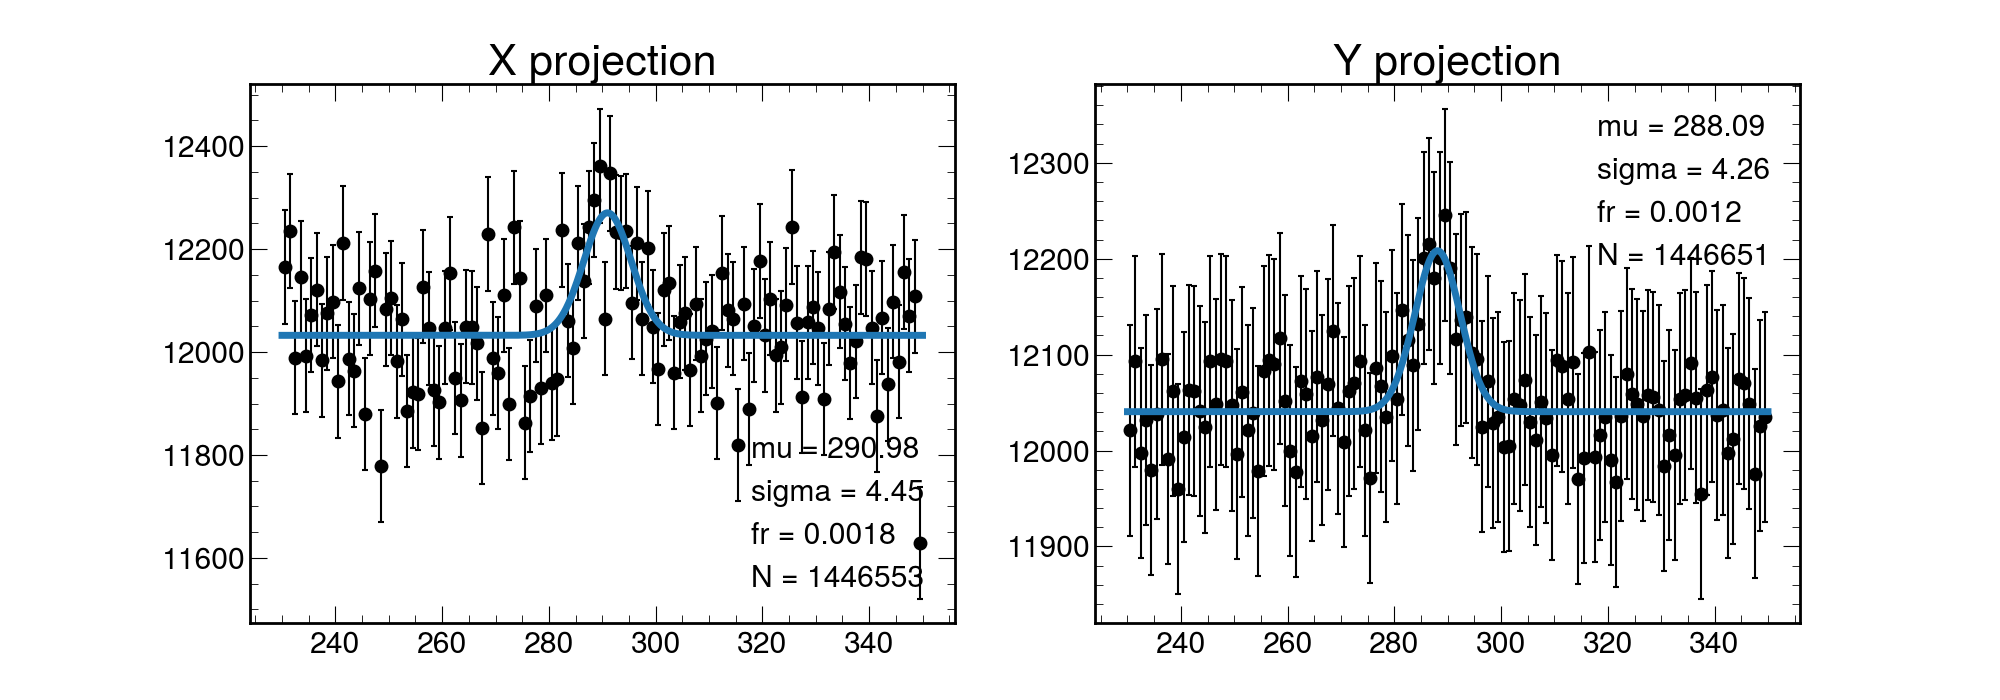 X projection
12400
12200
12000
11800
11600
240 260 280 300 320 340
mu = 290.98
sigma = 4.45
fr = 0.0018
N = 1446553
Y projection
12300
12200
12100
12000
11900
240 260 280 300 320 340
mu = 288.09
sigma = 4.26
fr = 0.0012
N = 1446651